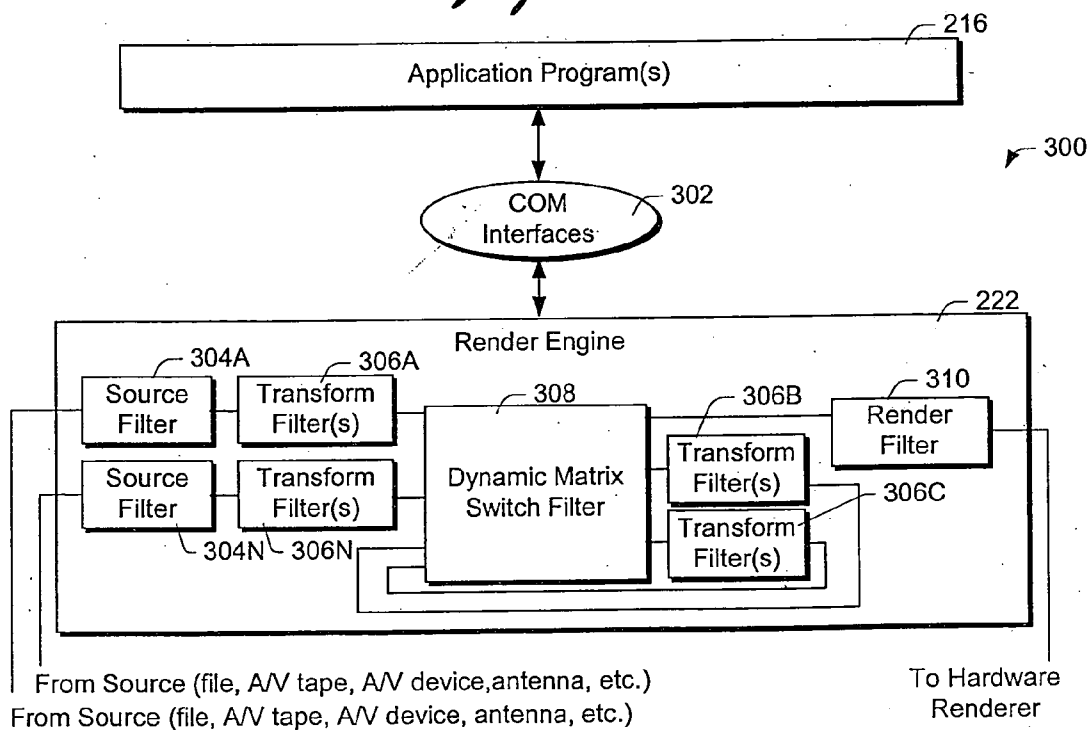 216
Application Program(s)
300
COM
Interfaces
302
222
Render Engine
304A
306A
308
306B
310
Source
Filter
Transform
Filter(s)
Dynamic Matrix
Switch Filter
Transform
Filter(s)
Render
Filter
Source
Filter
Transform
Filter(s)
306C
Transform
Filter(s)
304N
306N
From Source (file, A/V tape, A/V device,antenna, etc.)
From Source (file, A/V tape, A/V device, antenna, etc.)
To Hardware
Renderer